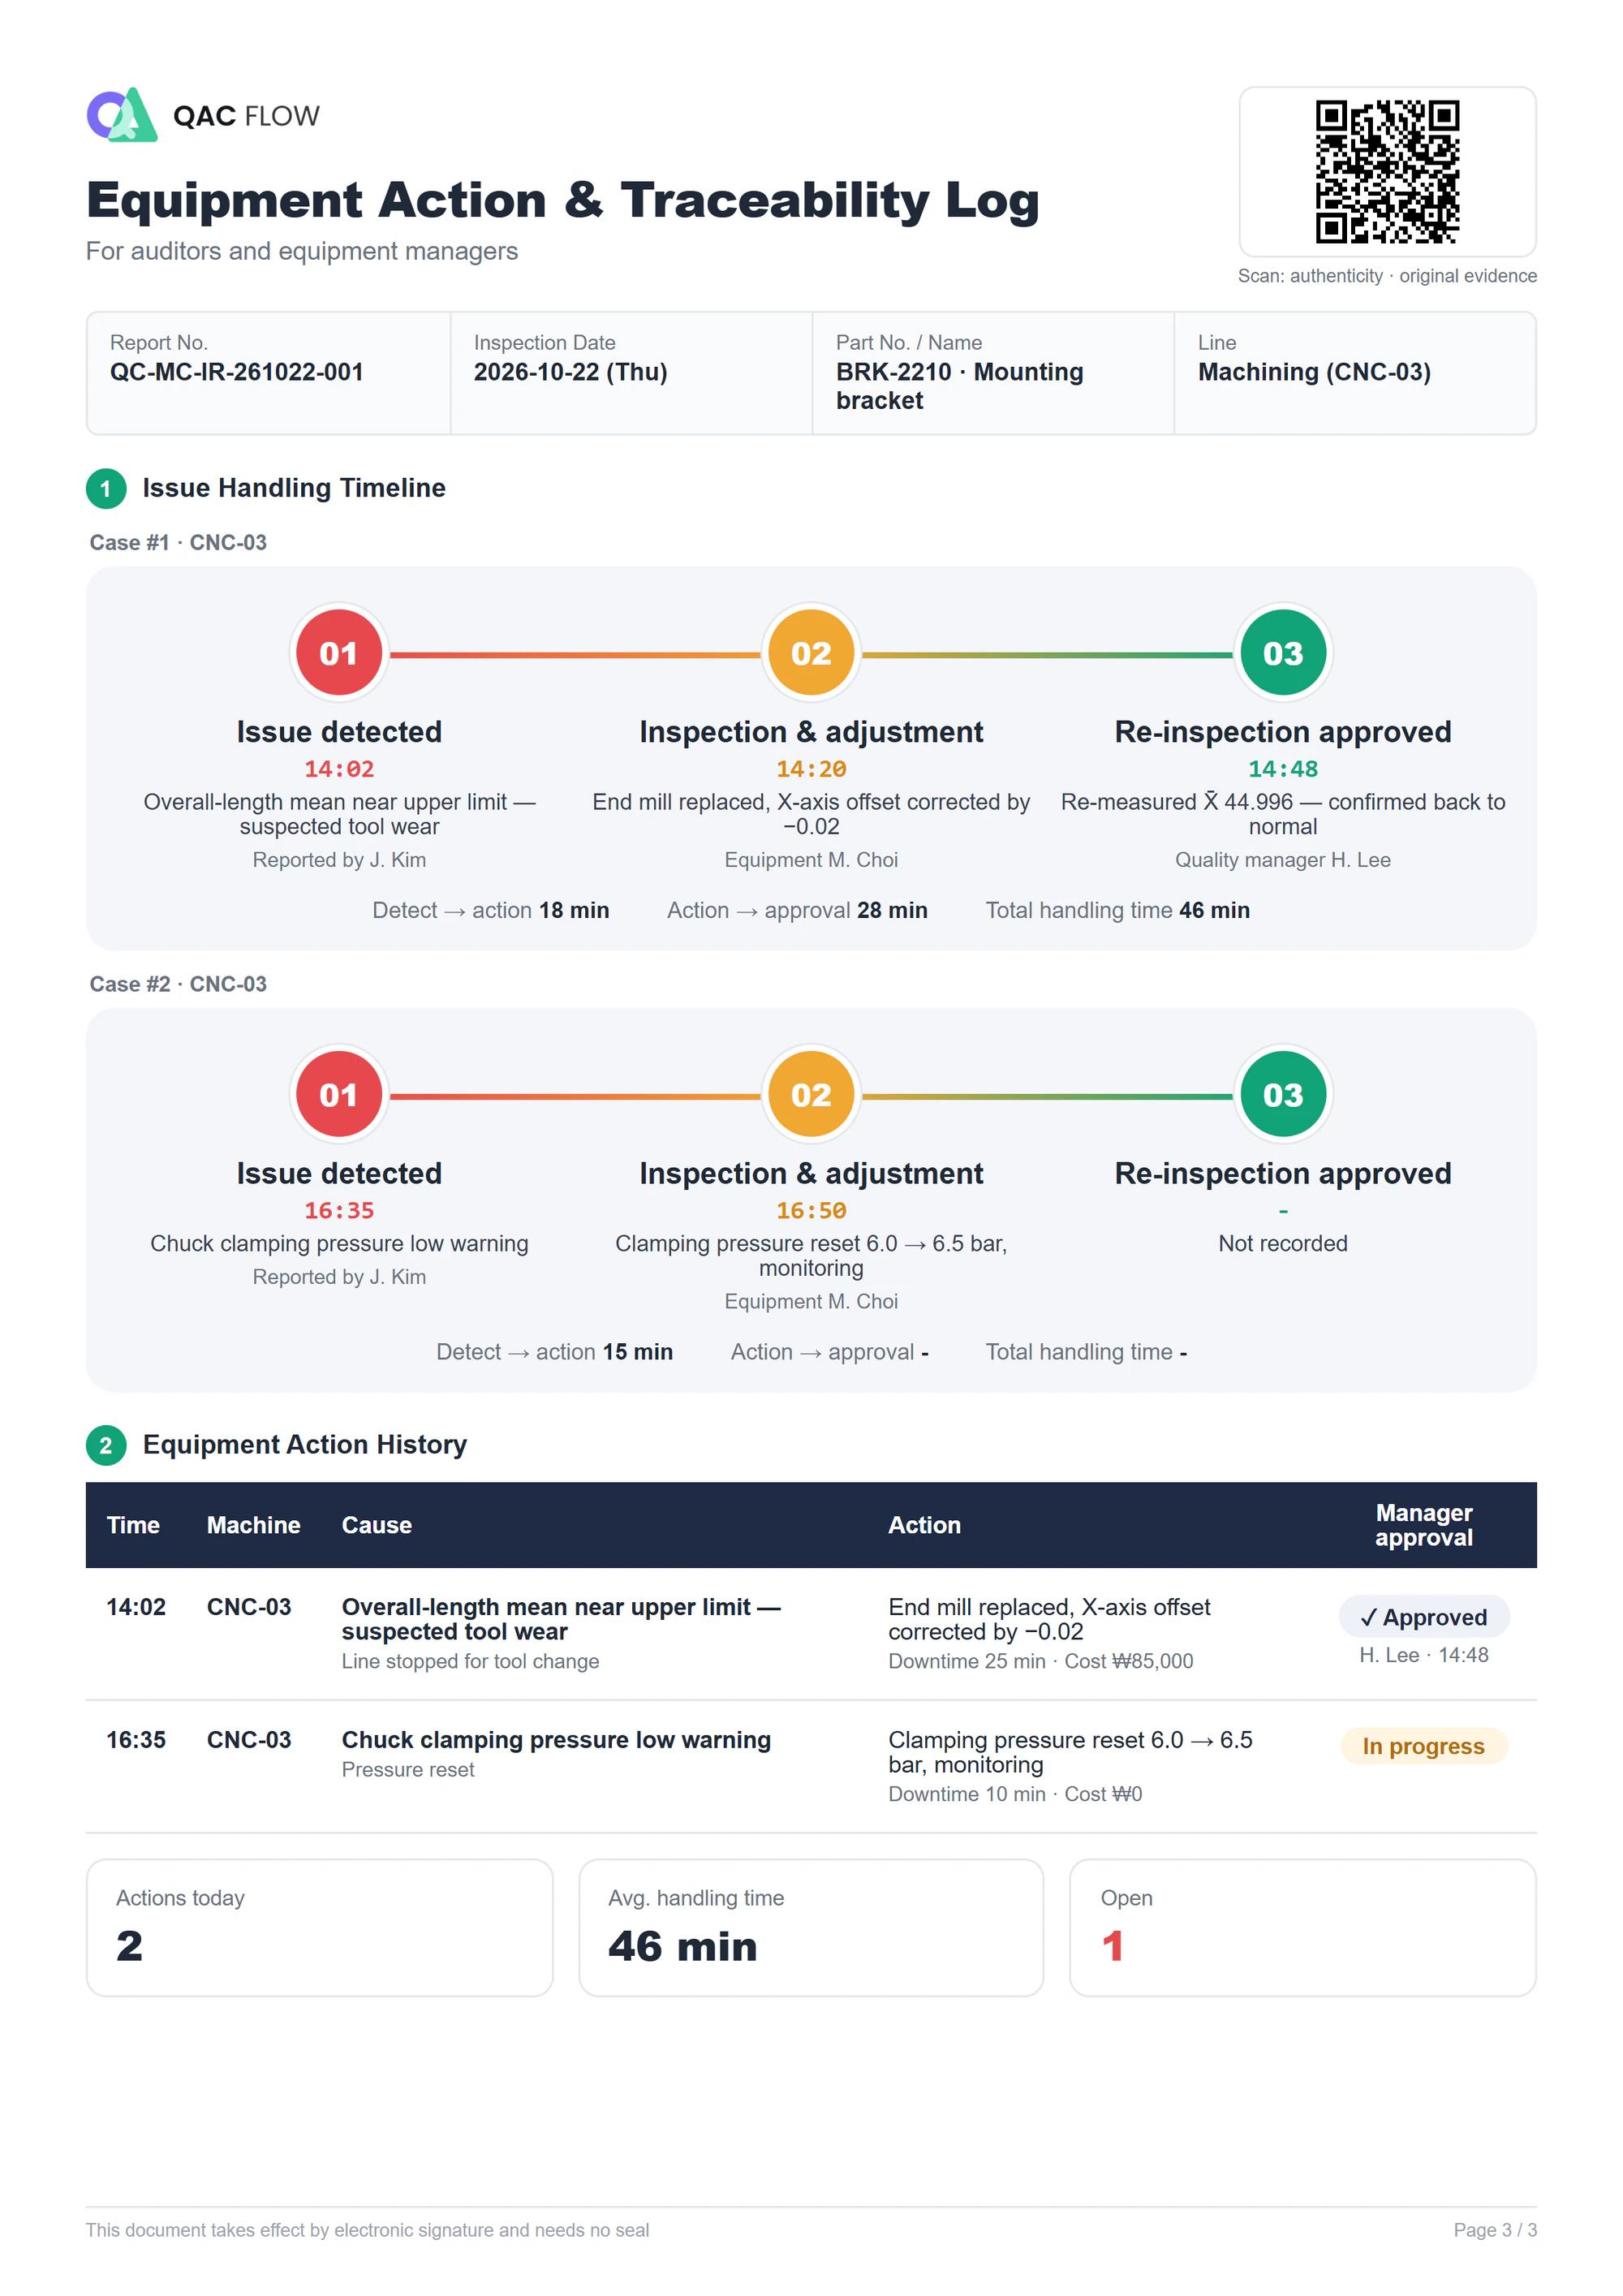 QAC FLOW
Equipment Action & Traceability Log
For auditors and equipment managers
Scan: authenticity · original evidence
Report No.
QC-MC-IR-261022-001
Inspection Date
2026-10-22 (Thu)
Part No. / Name
BRK-2210 · Mounting
bracket
Line
Machining (CNC-03)
1 Issue Handling Timeline
Case #1 · CNC-03
01
Issue detected
14:02
Overall-length mean near upper limit —
suspected tool wear
Reported by J. Kim
02
Inspection & adjustment
14:20
End mill replaced, X-axis offset corrected by
−0.02
Equipment M. Choi
03
Re-inspection approved
14:48
Re-measured X̄ 44.996 — confirmed back to
normal
Quality manager H. Lee
Detect → action 18 min Action → approval 28 min Total handling time 46 min
Case #2 · CNC-03
01
Issue detected
16:35
Chuck clamping pressure low warning
Reported by J. Kim
02
Inspection & adjustment
16:50
Clamping pressure reset 6.0 → 6.5 bar,
monitoring
Equipment M. Choi
03
Re-inspection approved
-
Not recorded
Detect → action 15 min Action → approval - Total handling time -
2 Equipment Action History
Time Machine Cause Action Manager
approval
14:02 CNC-03
Overall-length mean near upper limit —
suspected tool wear
Line stopped for tool change
End mill replaced, X-axis offset
corrected by −0.02
Downtime 25 min · Cost ₩85,000
✓ Approved
H. Lee · 14:48
16:35 CNC-03
Chuck clamping pressure low warning
Pressure reset
Clamping pressure reset 6.0 → 6.5
bar, monitoring
Downtime 10 min · Cost ₩0
In progress
Actions today
2
Avg. handling time
46 min
Open
1
This document takes effect by electronic signature and needs no seal
Page 3 / 3